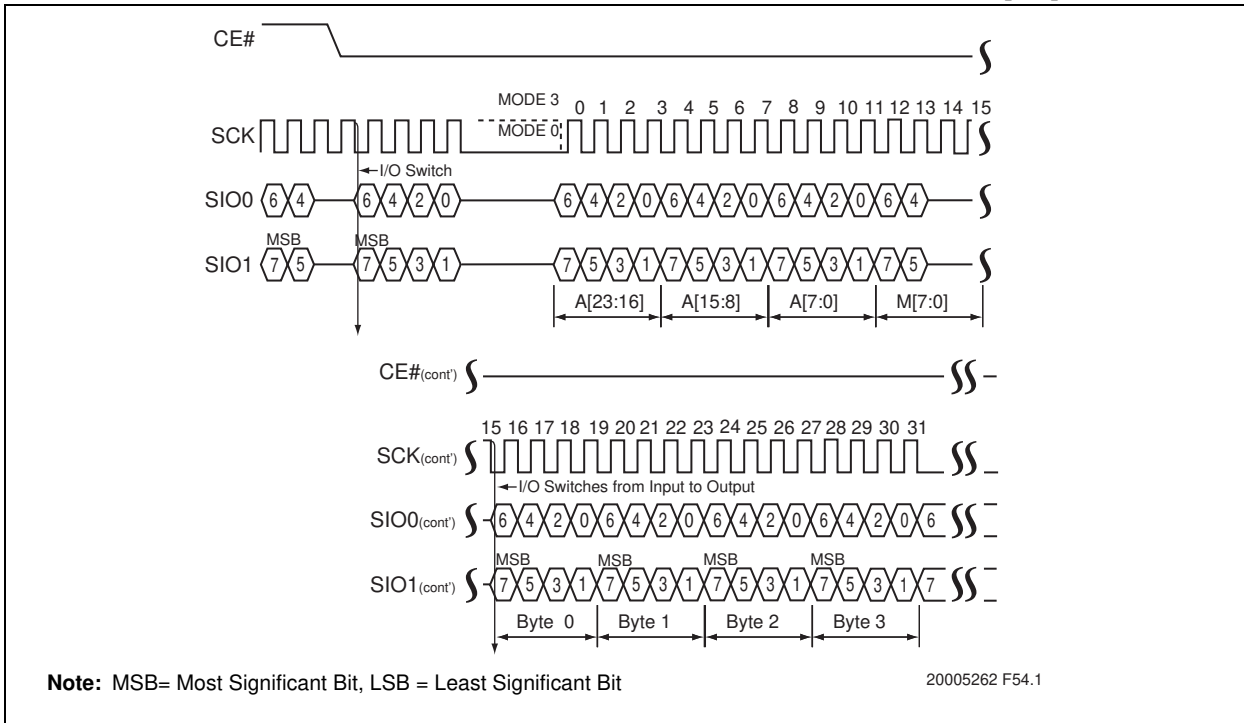 CE#
MODE 3
0 1 2 3 4 5 6 7 8 9 10 11 12 13 14 15
SCK
MODE 0
I/O Switch
SIO0 6 4 6 4 2 0 6 4 2 0 6 4 2 0 6 4 2 0 6 4
MSB MSB
SIO1 7 5 7 5 3 1 7 5 3 1 7 5 3 1 7 5 3 1 7 5
A[23:16] A[15:8] A[7:0] M[7:0]
CE#(cont')
15 16 17 18 19 20 21 22 23 24 25 26 27 28 29 30 31
SCK(cont')
I/O Switches from Input to Output
SIO0(cont') 6 4 2 0 6 4 2 0 6 4 2 0 6 4 2 0 6
MSB MSB MSB MSB
SIO1(cont') 7 5 3 1 7 5 3 1 7 5 3 1 7 5 3 1 7
Byte 0 Byte 1 Byte 2 Byte 3
Note: MSB= Most Significant Bit, LSB = Least Significant Bit
20005262 F54.1